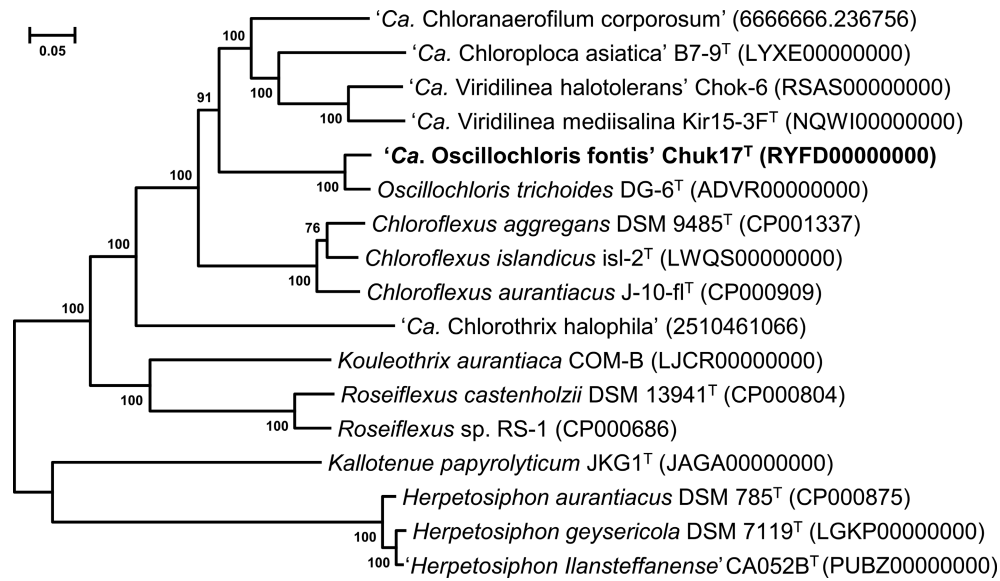 0.05
'Ca. Chloranaerofilum corporosum' (6666666.236756)
100
'Ca. Chloroploca asiatica' B7-9ᵀ (LYXE00000000)
100
'Ca. Viridilinea halotolerans' Chok-6 (RSAS00000000)
91
100
'Ca. Viridilinea mediisalina Kir15-3Fᵀ (NQWI00000000)
'Ca. Oscillochloris fontis' Chuk17ᵀ (RYFD00000000)
100
100
Oscillochloris trichoides DG-6ᵀ (ADVR00000000)
Chloroflexus aggregans DSM 9485ᵀ (CP001337)
76
100
Chloroflexus islandicus isl-2ᵀ (LWQS00000000)
100
Chloroflexus aurantiacus J-10-flᵀ (CP000909)
100
'Ca. Chlorothrix halophila' (2510461066)
Kouleothrix aurantiaca COM-B (LJCR00000000)
100
Roseiflexus castenholzii DSM 13941ᵀ (CP000804)
100
Roseiflexus sp. RS-1 (CP000686)
Kallotenue papyrolyticum JKG1ᵀ (JAGA00000000)
Herpetosiphon aurantiacus DSM 785ᵀ (CP000875)
100
Herpetosiphon geysericola DSM 7119ᵀ (LGKP00000000)
100
'Herpetosiphon llansteffanense' CA052Bᵀ (PUBZ00000000)